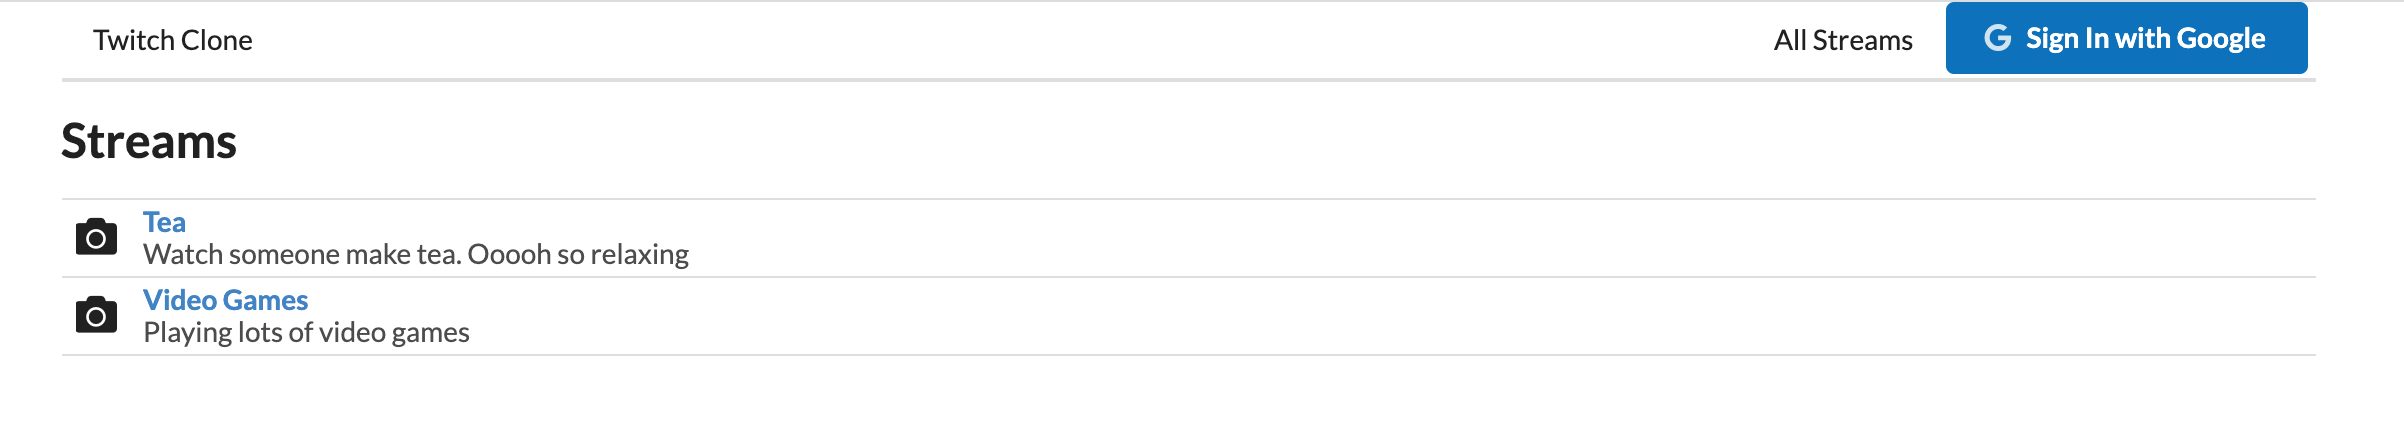 Twitch Clone
All Streams
Sign In with Google
Streams
Tea
Watch someone make tea. Ooooh so relaxing
Video Games
Playing lots of video games